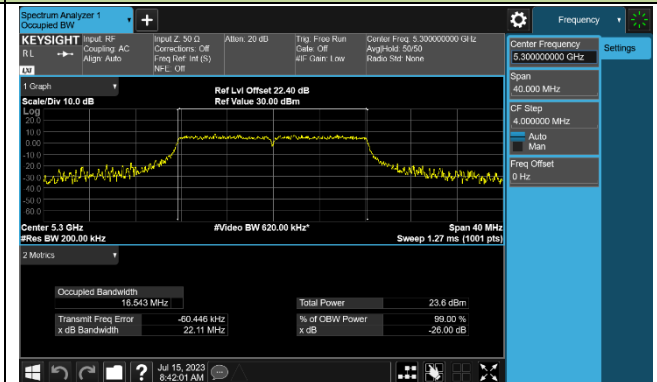 Spectrum Analyzer 1
Occupied BW
+
Frequency
KEYSIGHT
RL
LXI
Input: RF
Coupling: AC
Align: Auto
Input Z: 50 Ω
Corrections: Off
Freq Ref: Int (S)
NFE: Off
Atten: 20 dB
Trig: Free Run
Gate: Off
#IF Gain: Low
Center Freq: 5.300000000 GHz
Avg|Hold: 50/50
Radio Std: None
Center Frequency
5.300000000 GHz
Settings
Span
40.000 MHz
CF Step
4.000000 MHz
Auto
Man
Freq Offset
0 Hz
1 Graph
Scale/Div 10.0 dB
Ref Lvl Offset 22.40 dB
Ref Value 30.00 dBm
Log
20.0
10.0
0.00
-10.0
-20.0
-30.0
-40.0
-50.0
-60.0
Center 5.3 GHz
#Res BW 200.00 kHz
#Video BW 620.00 kHz*
Span 40 MHz
Sweep 1.27 ms (1001 pts)
2 Metrics
Occupied Bandwidth
16.543 MHz
Total Power 23.6 dBm
Transmit Freq Error -60.446 kHz
% of OBW Power 99.00 %
x dB Bandwidth 22.11 MHz
x dB -26.00 dB
?
Jul 15, 2023
8:42:01 AM